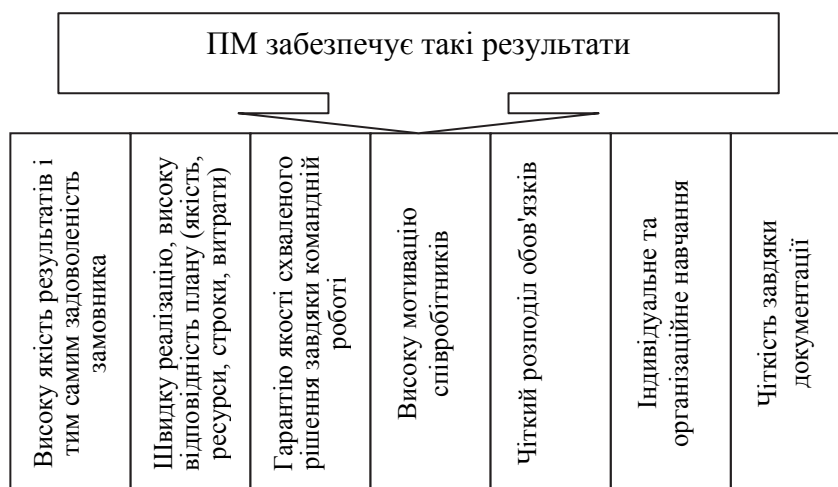 ПМ забезпечує такі результати
Високу якість результатів і
тим самим задоволеність
замовника
Швидку реалізацію, високу
відповідність плану (якість,
ресурси, строки, витрати)
Гарантію якості схваленого
рішення завдяки командній
роботі
Високу мотивацію
співробітників
Чіткий розподіл обов'язків
Індивідуальне та
організаційне навчання
Чіткість завдяки
документації